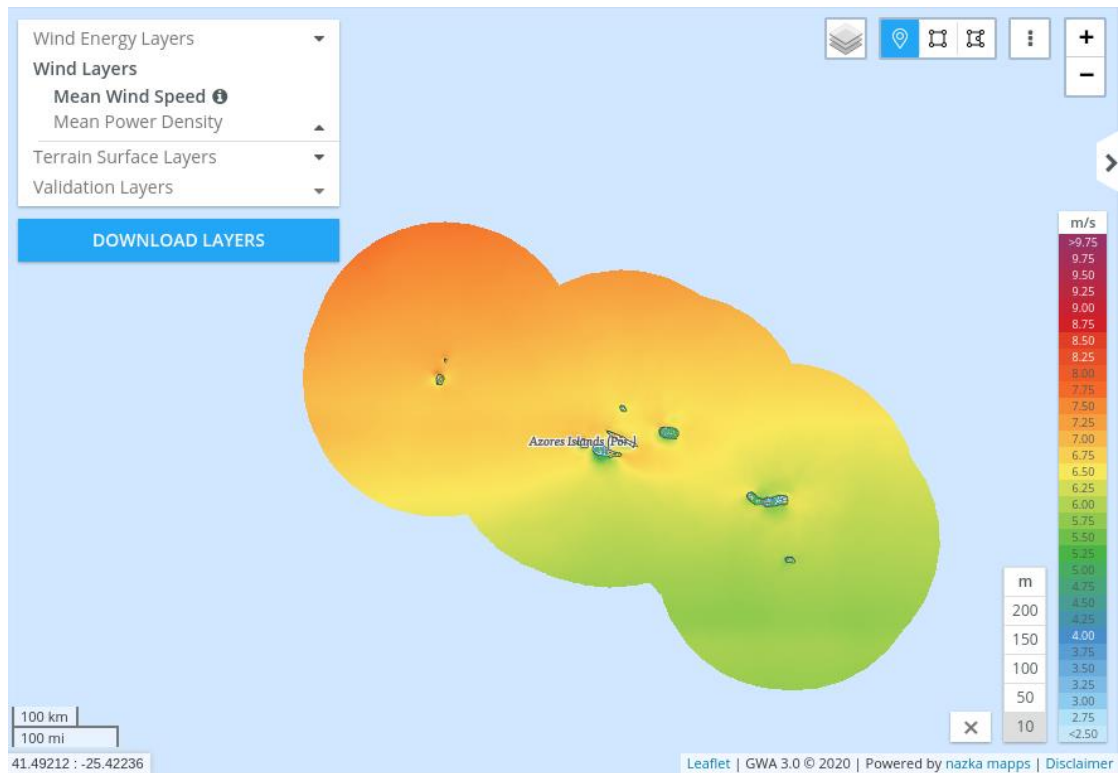 Wind Energy Layers
Wind Layers
Mean Wind Speed
Mean Power Density
Terrain Surface Layers
Validation Layers
DOWNLOAD LAYERS
+
−
m/s
>9.75
9.75
9.50
9.25
9.00
8.75
8.50
8.25
8.00
7.75
7.50
7.25
7.00
6.75
6.50
6.25
6.00
5.75
5.50
5.25
5.00
4.75
4.50
4.25
4.00
3.75
3.50
3.25
3.00
2.75
<2.50
Azores Islands (Por.)
m
200
150
100
50
10
100 km
100 mi
41.49212 : -25.42236
Leaflet | GWA 3.0 © 2020 | Powered by nazka mapps | Disclaimer